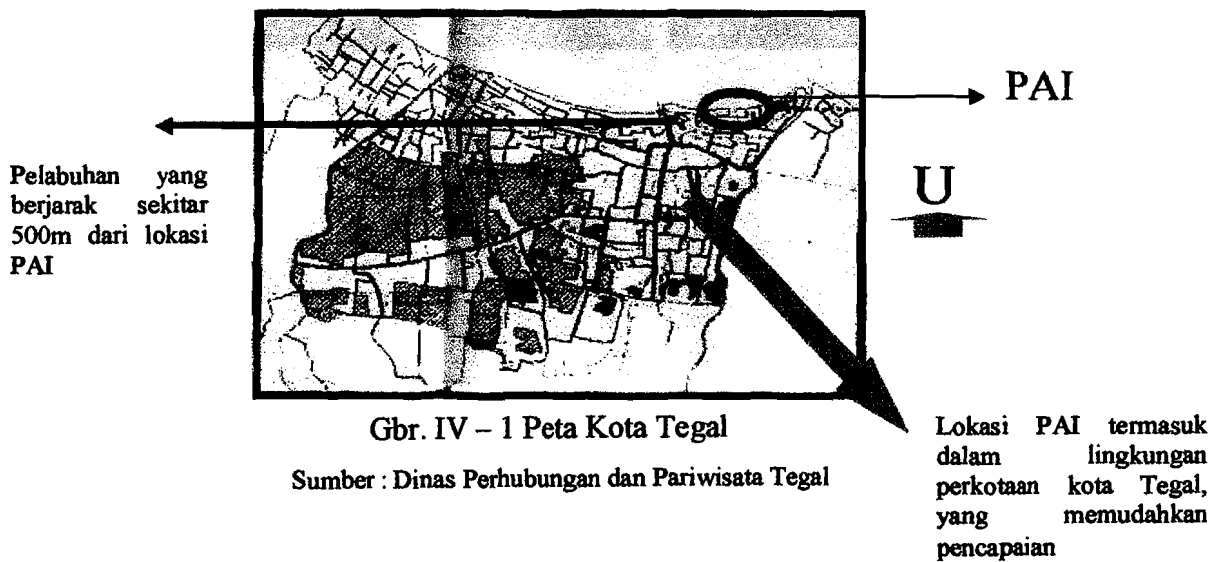 PAI
U
Pelabuhan yang
berjarak sekitar
500m dari lokasi
PAI
Gbr. IV – 1 Peta Kota Tegal
Sumber : Dinas Perhubungan dan Pariwisata Tegal
Lokasi PAI termasuk
dalam lingkungan
perkotaan kota Tegal,
yang memudahkan
pencapaian